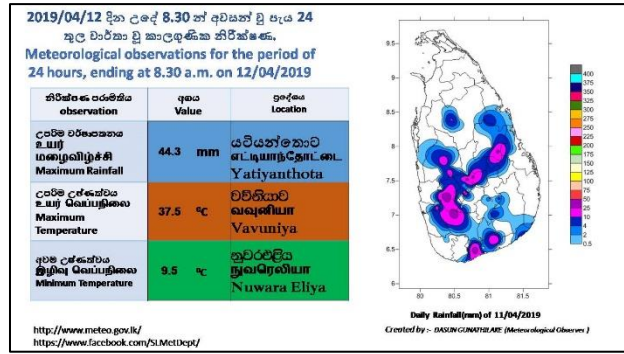 2019/04/12 දින උදේ 8.30 න් අවසන් වූ පැය 24
තුල වාර්තා වූ කාලගුණික නිරීක්ෂණ.
Meteorological observations for the period of
24 hours, ending at 8.30 a.m. on 12/04/2019
නිරීක්ෂණ පරාමිතිය
observation
අගය
Value
ප්‍රදේශය
Location
උපරිම වර්ෂාපතනය
உயர்
மழைவீழ்ச்சி
Maximum Rainfall
44.3 mm
යටියන්තොට
எட்டியாந்தோட்டை
Yatiyanthota
උපරිම උෂ්ණත්වය
உயர் வெப்பநிலை
Maximum
Temperature
37.5 ºC
වව්නියාව
வவுனியா
Vavuniya
අවම උෂ්ණත්වය
இழிவு வெப்பநிலை
Minimum Temperature
9.5 ºC
නුවරඑළිය
நுவரெலியா
Nuwara Eliya
http://www.meteo.gov.lk/
https://www.facebook.com/SLMetDept/
9.5
9
8.5
8
7.5
7
6.5
6
80 80.5 81 81.5
400
375
350
325
300
275
250
225
200
175
150
125
100
75
50
25
10
4
2
0.5
Daily Rainfall(mm) of 11/04/2019
Created by :- DASUN GUNATHILAKE (Meteorological Observer )